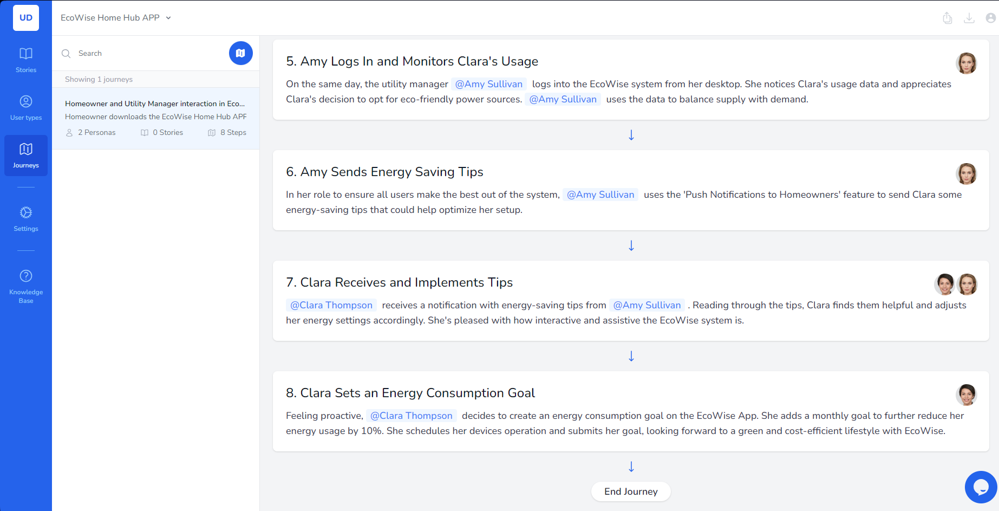 UD
EcoWise Home Hub APP
Stories
User types
Journeys
Settings
Knowledge
Base
Search
Showing 1 journeys
Homeowner and Utility Manager interaction in Eco...
Homeowner downloads the EcoWise Home Hub APP
2 Personas
0 Stories
8 Steps
5. Amy Logs In and Monitors Clara's Usage
On the same day, the utility manager @Amy Sullivan logs into the EcoWise system from her desktop. She notices Clara's usage data and appreciates
Clara's decision to opt for eco-friendly power sources. @Amy Sullivan uses the data to balance supply with demand.
6. Amy Sends Energy Saving Tips
In her role to ensure all users make the best out of the system, @Amy Sullivan uses the 'Push Notifications to Homeowners' feature to send Clara some
energy-saving tips that could help optimize her setup.
7. Clara Receives and Implements Tips
@Clara Thompson receives a notification with energy-saving tips from @Amy Sullivan . Reading through the tips, Clara finds them helpful and adjusts
her energy settings accordingly. She's pleased with how interactive and assistive the EcoWise system is.
8. Clara Sets an Energy Consumption Goal
Feeling proactive, @Clara Thompson decides to create an energy consumption goal on the EcoWise App. She adds a monthly goal to further reduce her
energy usage by 10%. She schedules her devices operation and submits her goal, looking forward to a green and cost-efficient lifestyle with EcoWise.
End Journey